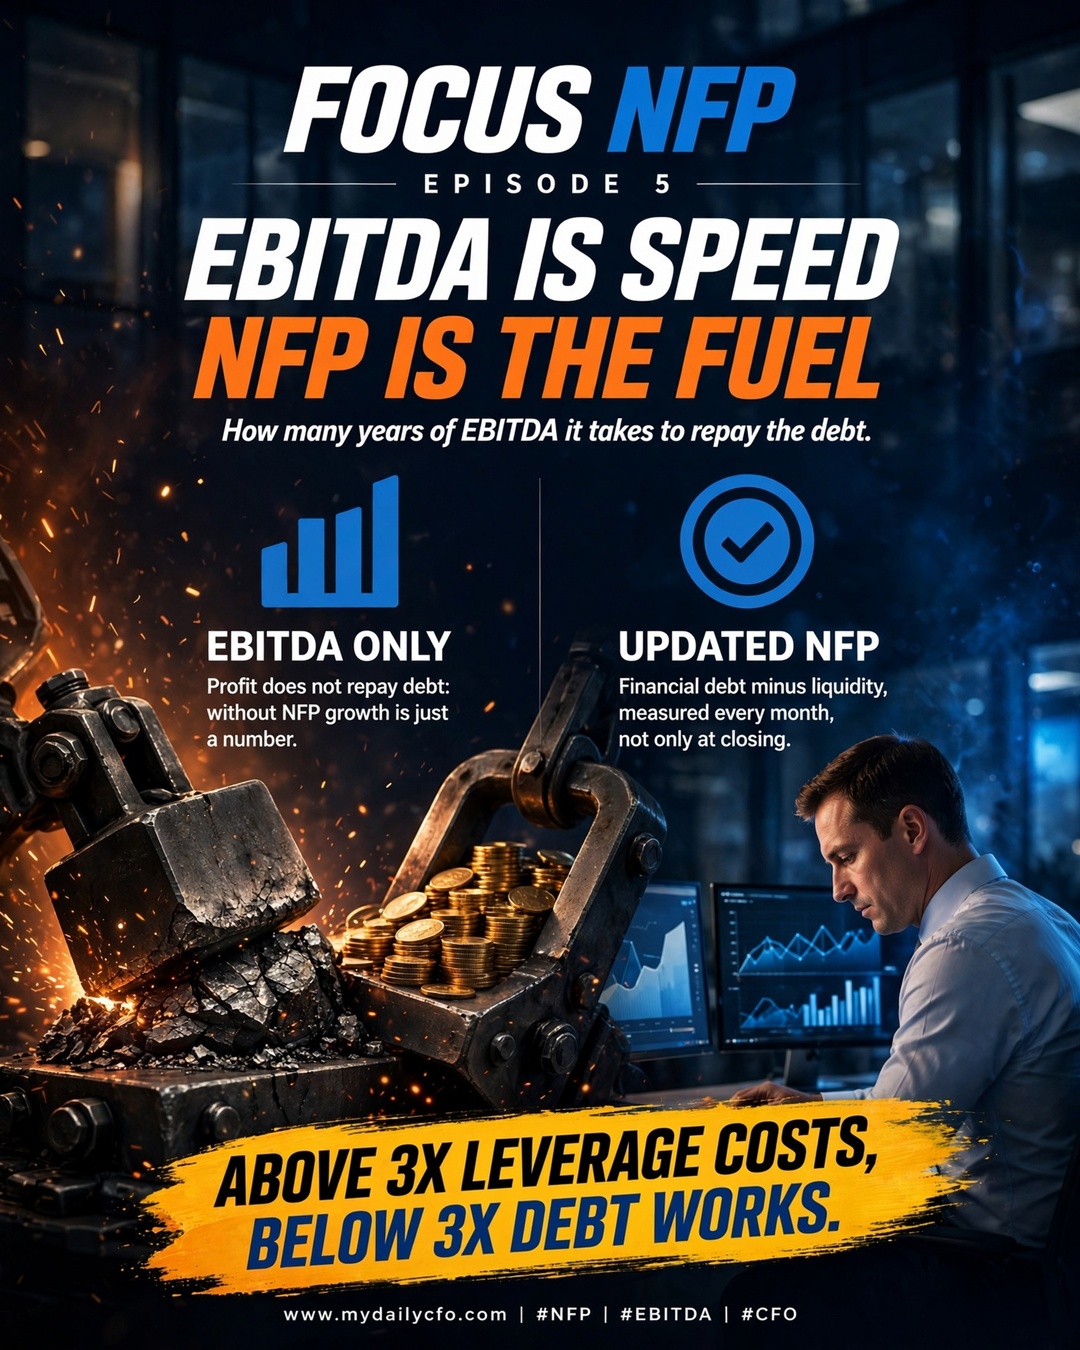 FOCUS NFP
EPISODE 5
EBITDA IS SPEED
NFP IS THE FUEL
How many years of EBITDA it takes to repay the debt.
EBITDA ONLY
Profit does not repay debt:
without NFP growth is just
a number.
UPDATED NFP
Financial debt minus liquidity,
measured every month,
not only at closing.
ABOVE 3X LEVERAGE COSTS,
BELOW 3X DEBT WORKS.
www.mydailycfo.com | #NFP | #EBITDA | #CFO